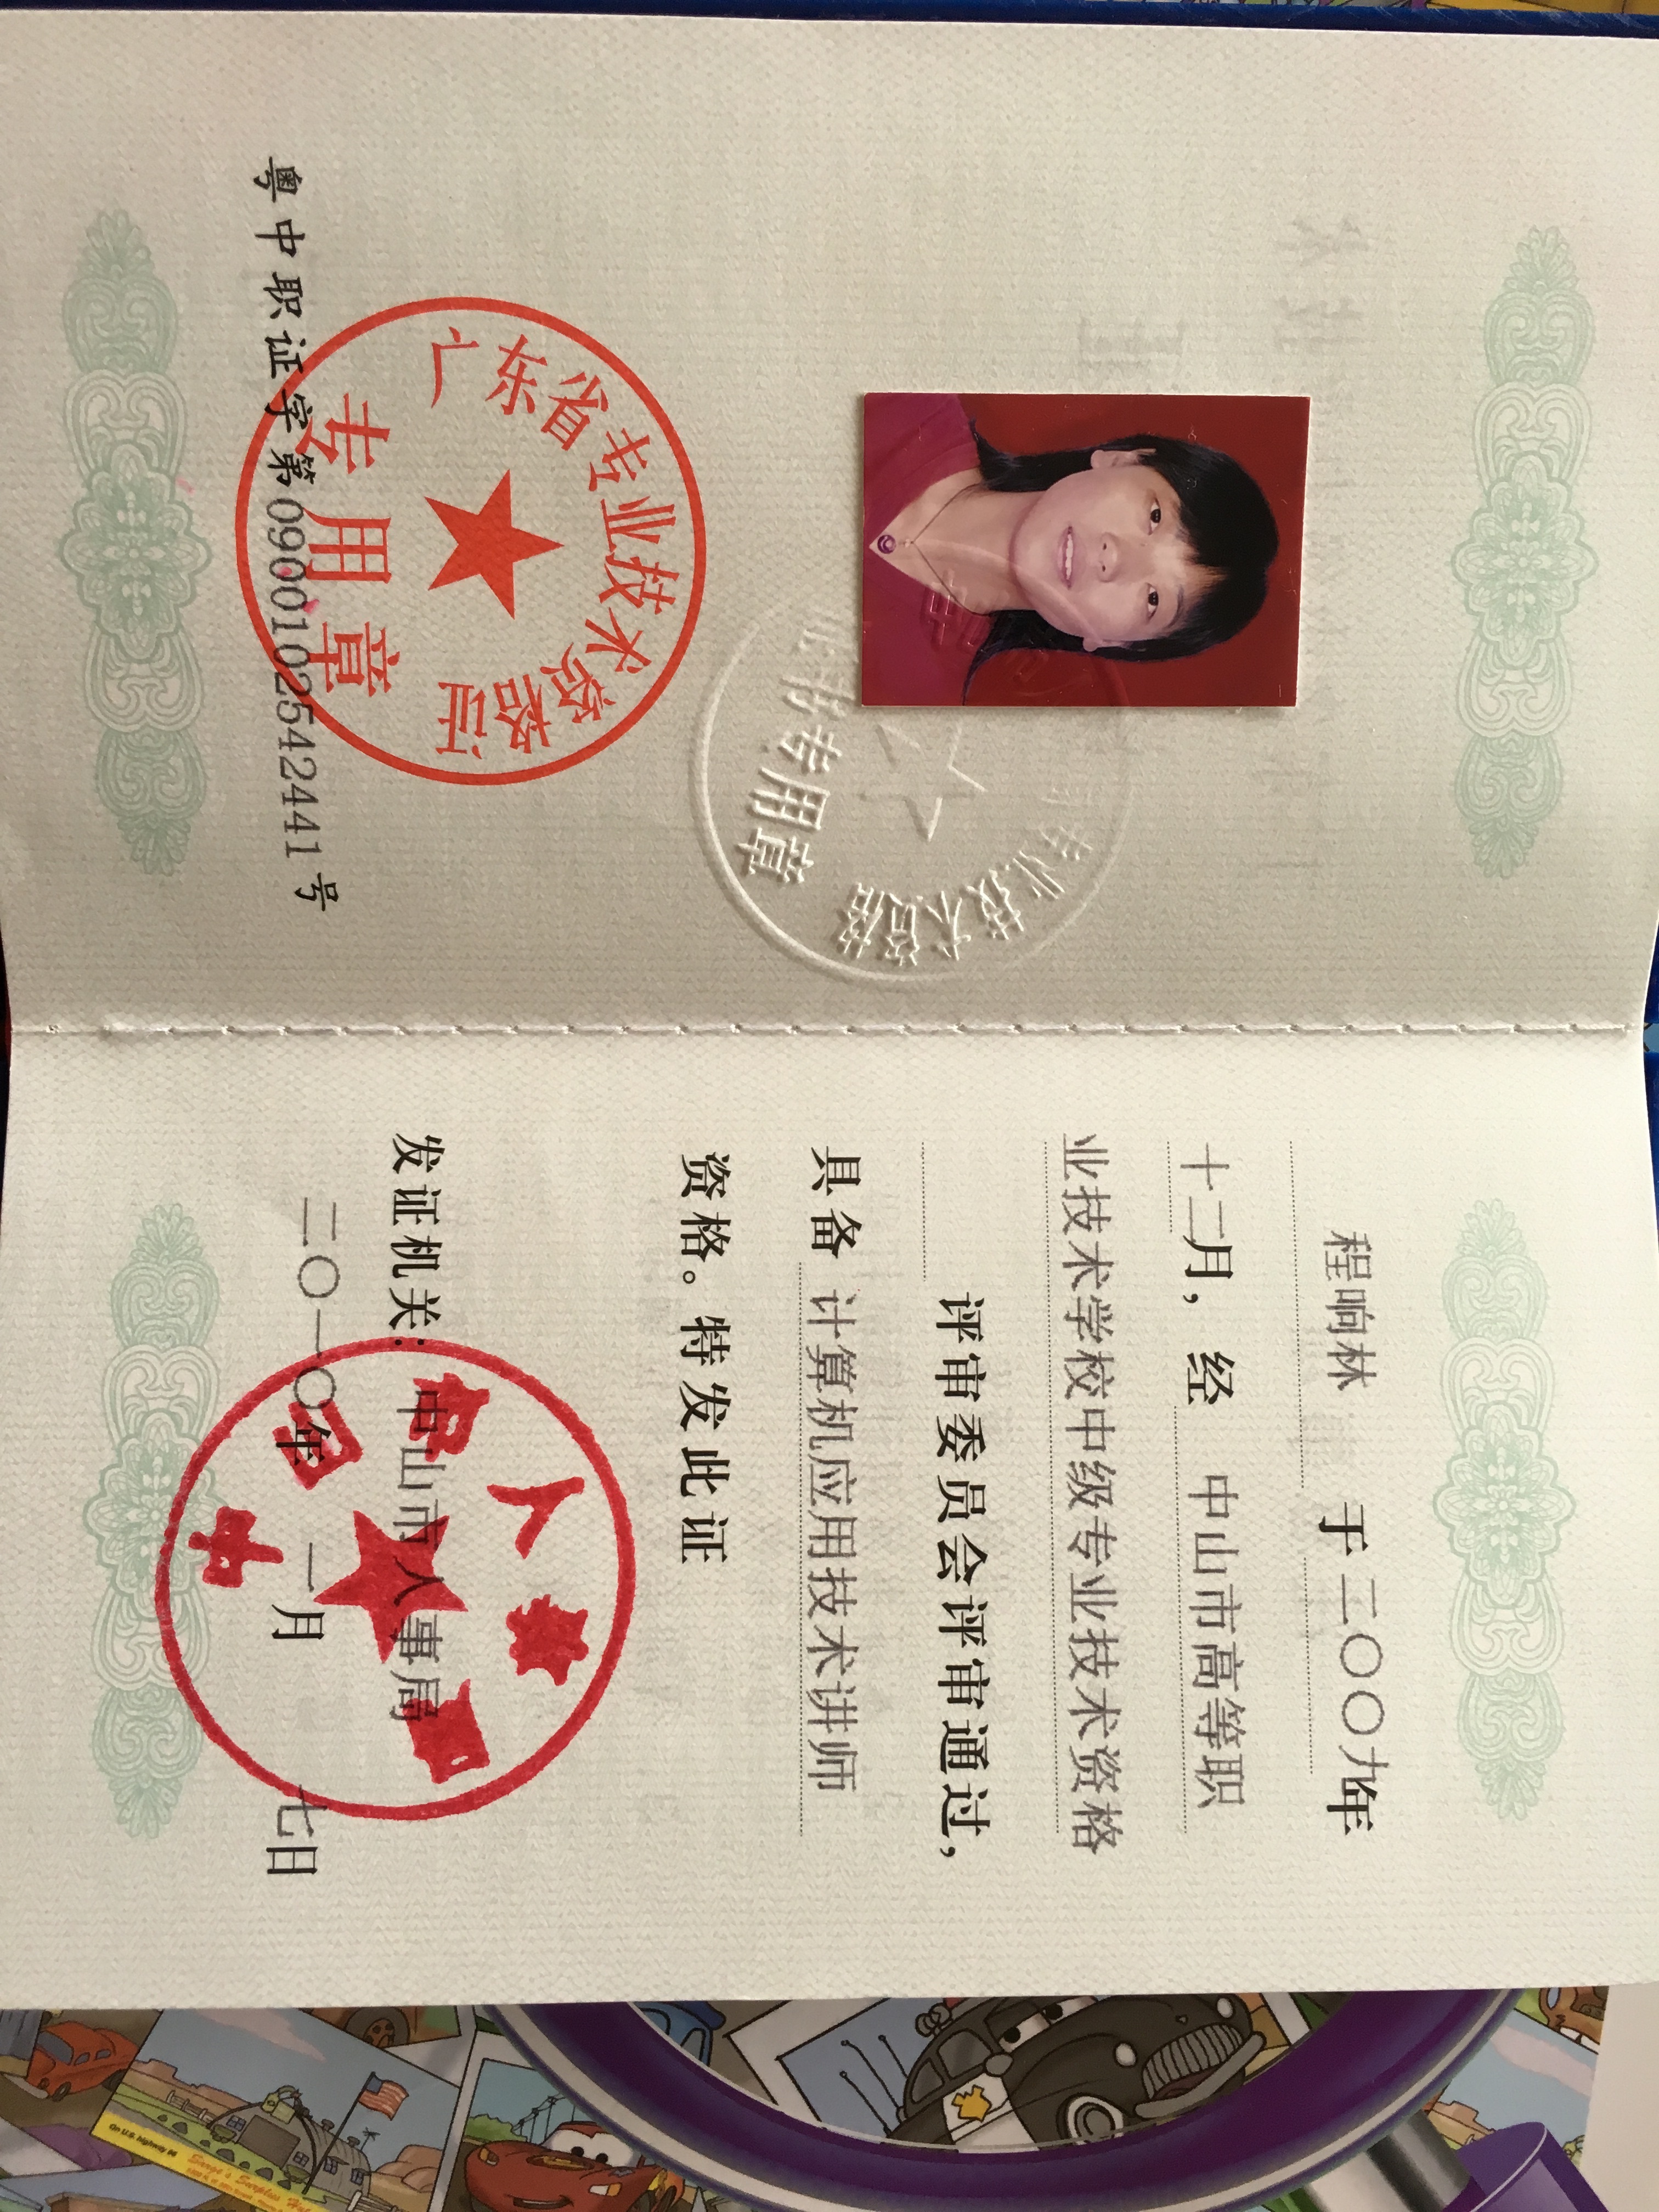 专业技术资格
证书专用章
广东省专业技术资格证
专用章
粤中职证字第0900102542441号
程响林 于二〇〇九年
十二月，经 中山市高等职
业技术学校中级专业技术资格
评审委员会评审通过，
具备 计算机应用技术讲师
资格。特发此证
中山市人事局
发证机关：中山市人事局
二〇一〇年 一月 七日
On U.S. highway 66